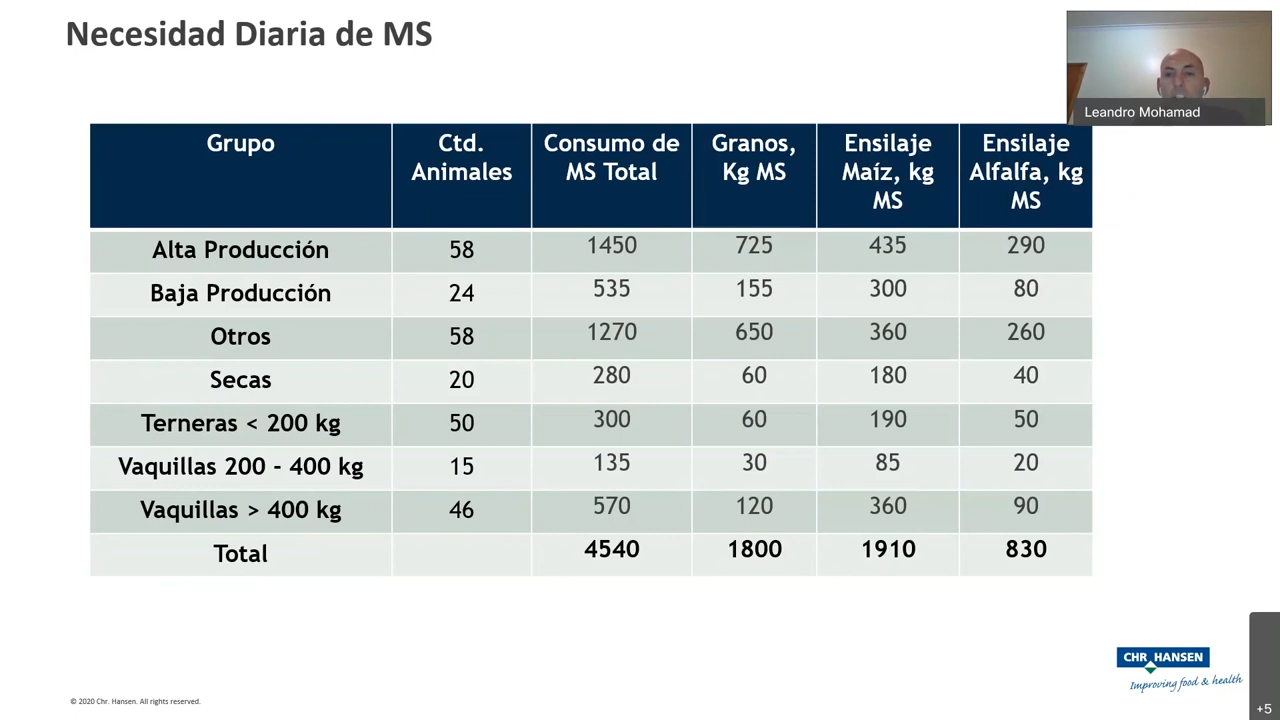 Necesidad Diaria de MS
Leandro Mohamad
Grupo
Ctd.
Animales
Consumo de
MS Total
Granos,
Kg MS
Ensilaje
Maíz, kg
MS
Ensilaje
Alfalfa, kg
MS
Alta Producción 58 1450 725 435 290
Baja Producción 24 535 155 300 80
Otros 58 1270 650 360 260
Secas 20 280 60 180 40
Terneras < 200 kg 50 300 60 190 50
Vaquillas 200 - 400 kg 15 135 30 85 20
Vaquillas > 400 kg 46 570 120 360 90
Total 4540 1800 1910 830
CHR HANSEN
Improving food & health
© 2020 Chr. Hansen. All rights reserved.
+5